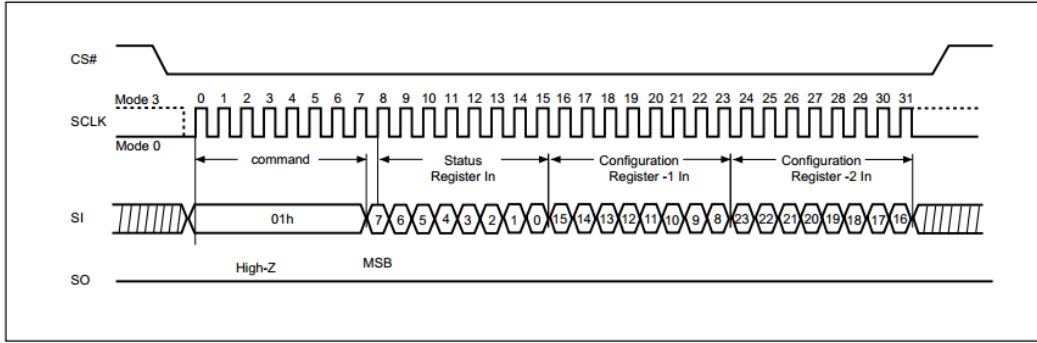 CS#
Mode 3
0 1 2 3 4 5 6 7 8 9 10 11 12 13 14 15 16 17 18 19 20 21 22 23 24 25 26 27 28 29 30 31
SCLK
Mode 0
command
Status
Register In
Configuration
Register -1 In
Configuration
Register -2 In
SI
01h
7 6 5 4 3 2 1 0 15 14 13 12 11 10 9 8 23 22 21 20 19 18 17 16
High-Z
MSB
SO